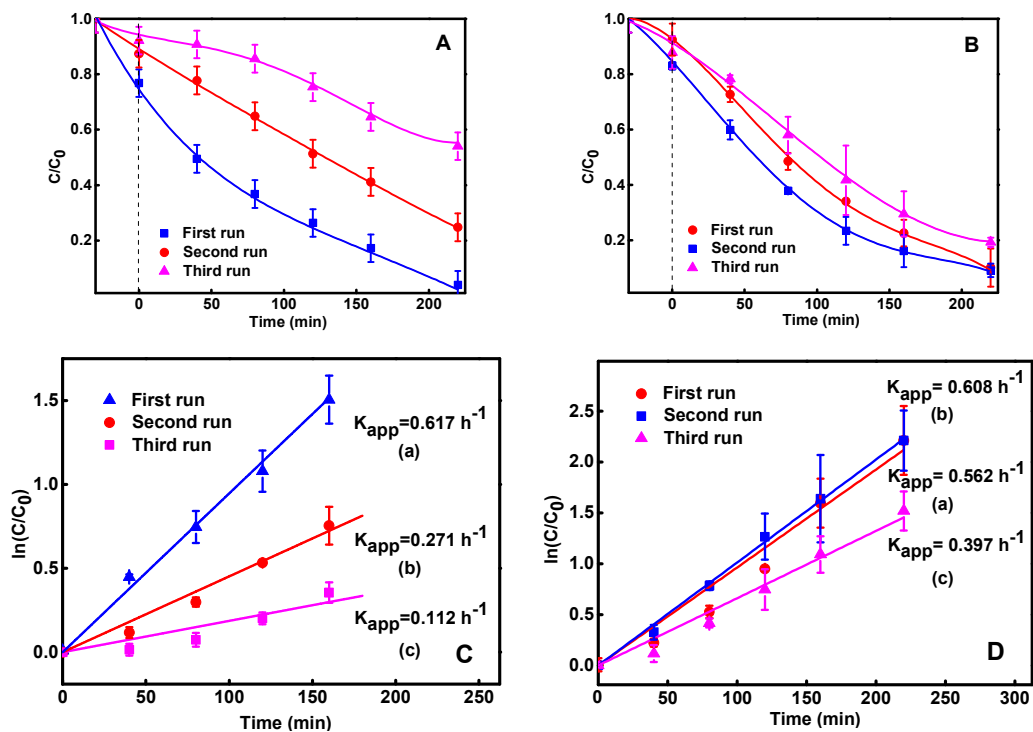 A
1.0
0.8
0.6
0.4
0.2
C/C0
First run
Second run
Third run
0 50 100 150 200
Time (min)
B
1.0
0.8
0.6
0.4
0.2
C/C0
First run
Second run
Third run
0 50 100 150 200
Time (min)
First run
Second run
Third run
1.5
1.0
0.5
0.0
ln(C/C0)
Kapp=0.617 h-1
(a)
Kapp=0.271 h-1
(b)
Kapp=0.112 h-1
(c)
C
0 50 100 150 200 250
Time (min)
First run
Second run
Third run
2.5
2.0
1.5
1.0
0.5
0.0
ln(C/C0)
Kapp= 0.608 h-1
(b)
Kapp= 0.562 h-1
(a)
Kapp= 0.397 h-1
(c)
D
0 50 100 150 200 250 300
Time (min)